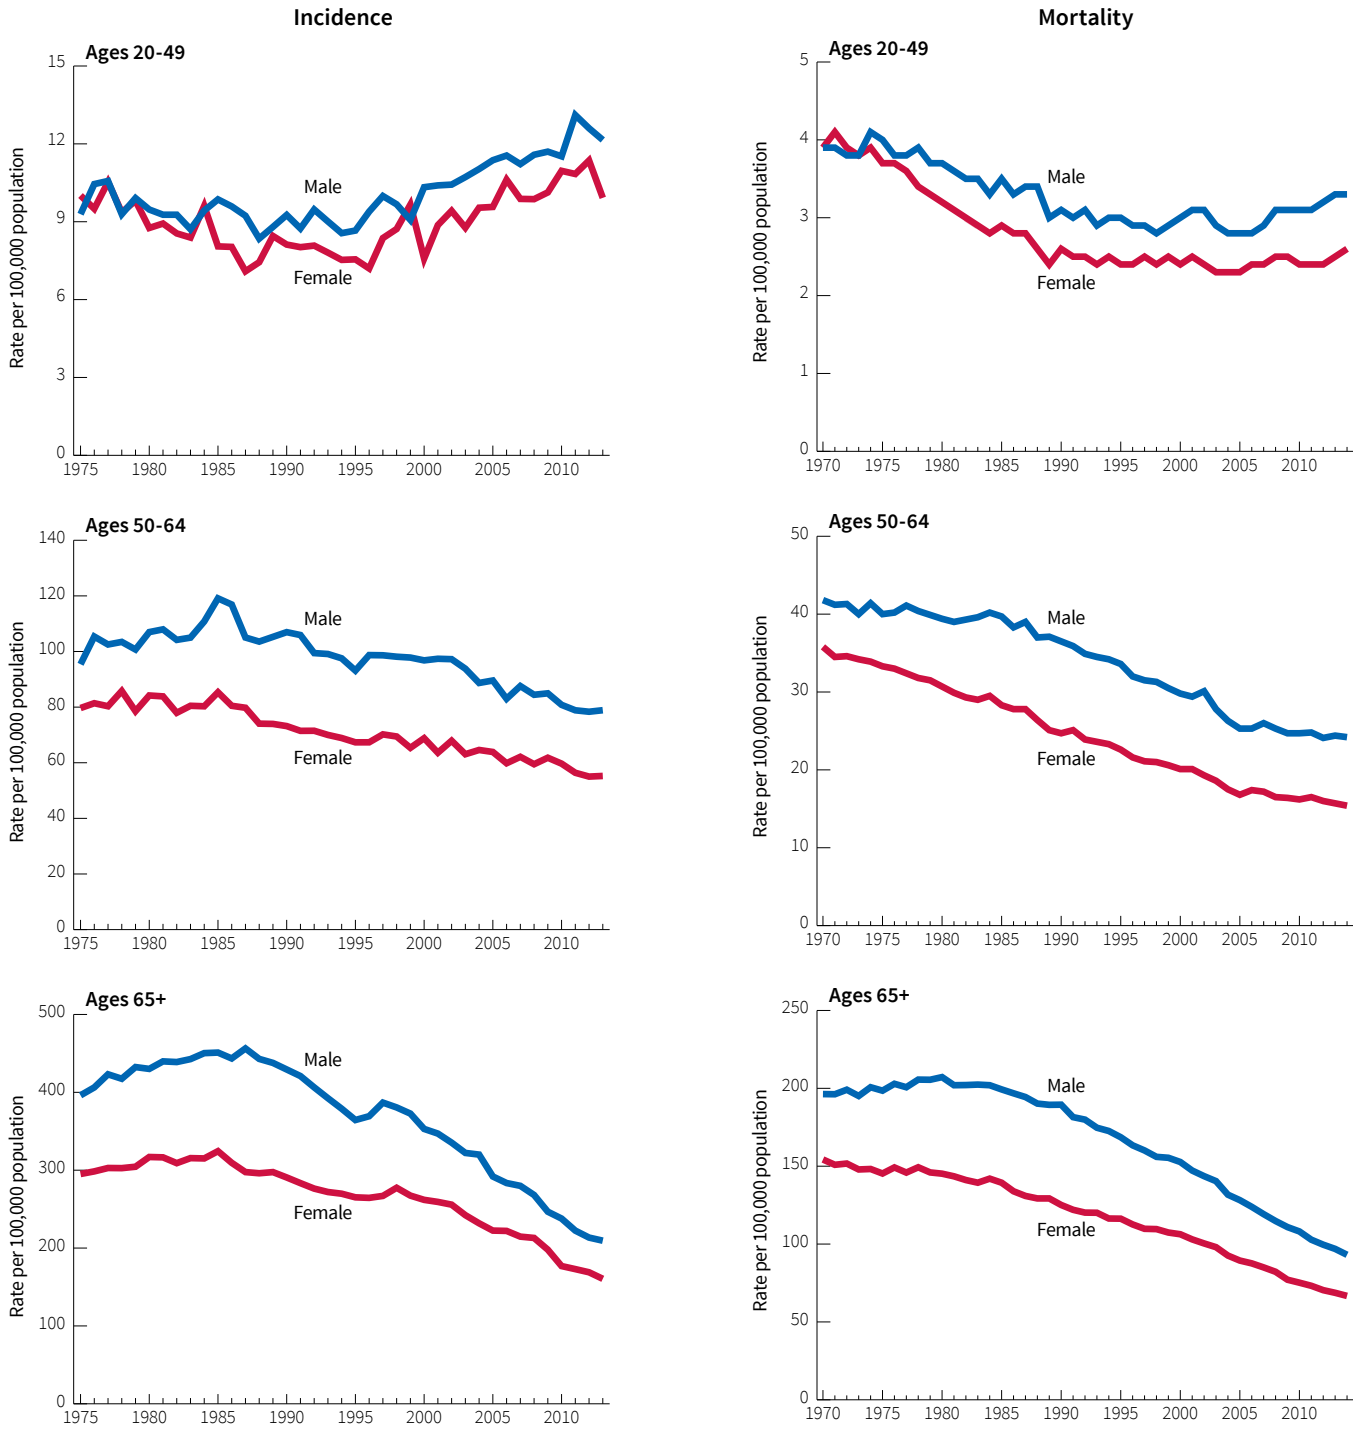 Incidence
Mortality
Ages 20-49
15
12
9
6
3
0
Rate per 100,000 population
Male
Female
1975 1980 1985 1990 1995 2000 2005 2010
Ages 20-49
5
4
3
2
1
0
Rate per 100,000 population
Male
Female
1970 1975 1980 1985 1990 1995 2000 2005 2010
Ages 50-64
140
120
100
80
60
40
20
0
Rate per 100,000 population
Male
Female
1975 1980 1985 1990 1995 2000 2005 2010
Ages 50-64
50
40
30
20
10
0
Rate per 100,000 population
Male
Female
1970 1975 1980 1985 1990 1995 2000 2005 2010
Ages 65+
500
400
300
200
100
0
Rate per 100,000 population
Male
Female
1975 1980 1985 1990 1995 2000 2005 2010
Ages 65+
250
200
150
100
50
0
Rate per 100,000 population
Male
Female
1970 1975 1980 1985 1990 1995 2000 2005 2010